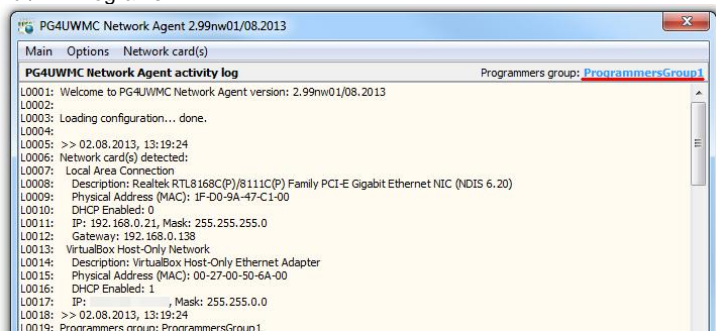 PG4UWMC Network Agent 2.99nw01/08.2013
Main Options Network card(s)
PG4UWMC Network Agent activity log Programmers group: ProgrammersGroup1
L0001: Welcome to PG4UWMC Network Agent version: 2.99nw01/08.2013
L0002:
L0003: Loading configuration... done.
L0004:
L0005: >> 02.08.2013, 13:19:24
L0006: Network card(s) detected:
L0007: Local Area Connection
L0008: Description: Realtek RTL8168C(P)/8111C(P) Family PCI-E Gigabit Ethernet NIC (NDIS 6.20)
L0009: Physical Address (MAC): 1F-D0-9A-47-C1-00
L0010: DHCP Enabled: 0
L0011: IP: 192.168.0.21, Mask: 255.255.255.0
L0012: Gateway: 192.168.0.138
L0013: VirtualBox Host-Only Network
L0014: Description: VirtualBox Host-Only Ethernet Adapter
L0015: Physical Address (MAC): 00-27-00-50-6A-00
L0016: DHCP Enabled: 1
L0017: IP: , Mask: 255.255.0.0
L0018: >> 02.08.2013, 13:19:24
L0019: Programmers group: ProgrammersGroup1